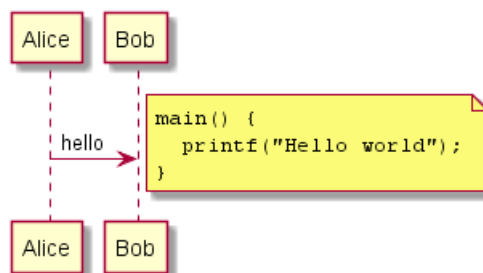 Alice Bob
hello
main() {
  printf("Hello world");
}
Alice Bob